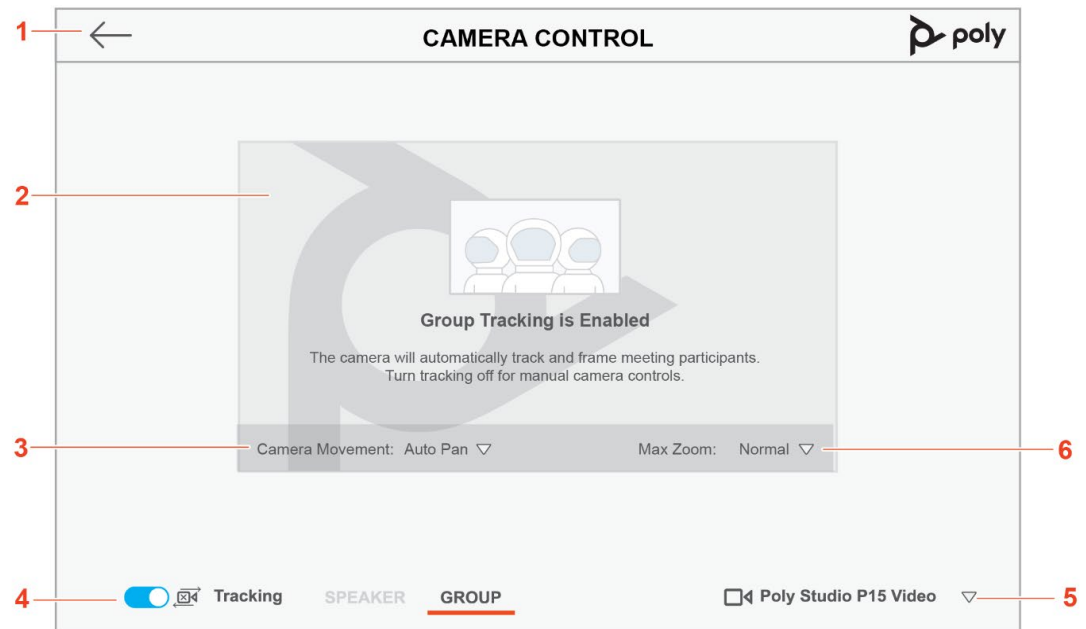 1
CAMERA CONTROL
poly
2
Group Tracking is Enabled
The camera will automatically track and frame meeting participants.
Turn tracking off for manual camera controls.
3
Camera Movement: Auto Pan
Max Zoom: Normal
6
4
Tracking
SPEAKER
GROUP
Poly Studio P15 Video
5